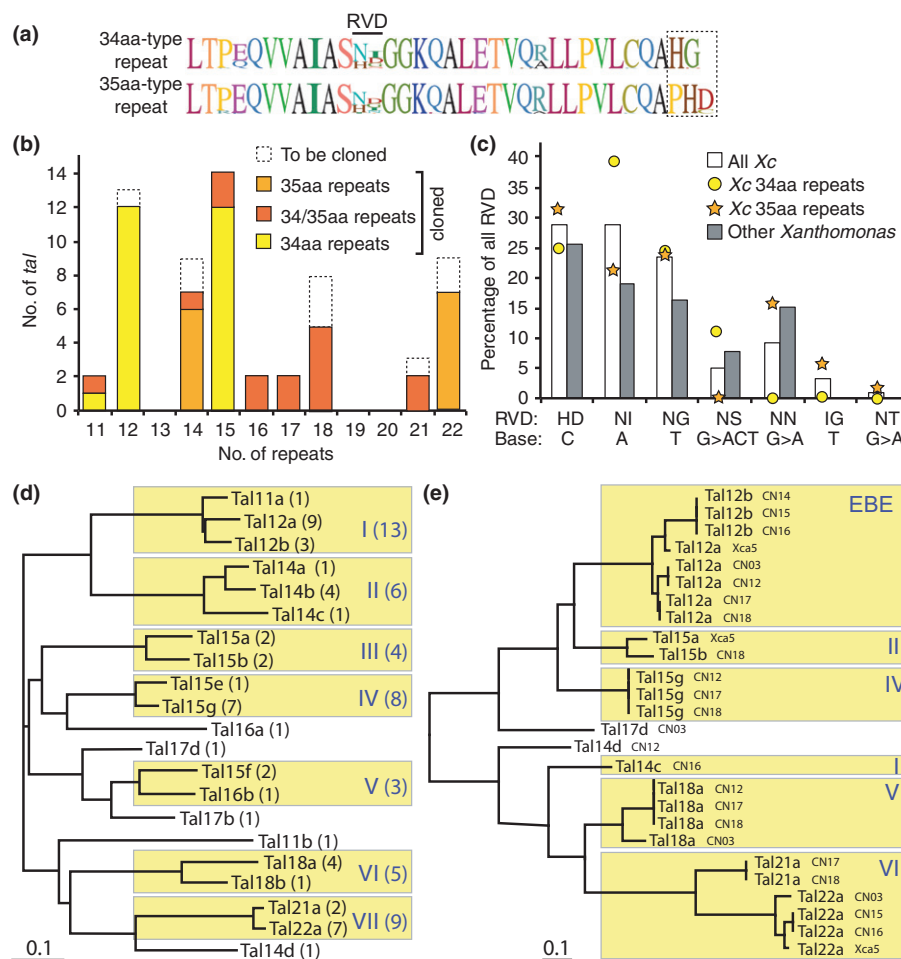 (a)
RVD
34aa-type
repeat
LTPEQVVAIASNIGGKQALETVQRLLPVLCQAHG
35aa-type
repeat
LTPEQVVAIASNDGGKQALETVQRLLPVLCQAPHD
(b)
14
12
10
8
6
4
2
0
No. of tal
To be cloned
35aa repeats
34/35aa repeats
34aa repeats
cloned
11 12 13 14 15 16 17 18 19 20 21 22
No. of repeats
(c)
40
35
30
25
20
15
10
5
0
Percentage of all RVD
All Xc
Xc 34aa repeats
Xc 35aa repeats
Other Xanthomonas
RVD: HD NI NG NS NN IG NT
Base: C A T G>ACT G>A T G>A
(d)
Tal11a (1)
Tal12a (9)
Tal12b (3)
I (13)
Tal14a (1)
Tal14b (4)
Tal14c (1)
II (6)
Tal15a (2)
Tal15b (2)
III (4)
Tal15e (1)
Tal15g (7)
IV (8)
Tal16a (1)
Tal17d (1)
Tal15f (2)
Tal16b (1)
V (3)
Tal17b (1)
Tal11b (1)
Tal18a (4)
Tal18b (1)
VI (5)
Tal21a (2)
Tal22a (7)
VII (9)
Tal14d (1)
0.1
(e)
EBE
Tal12b CN14
Tal12b CN15
Tal12b CN16
Tal12a Xca5
Tal12a CN03
Tal12a CN12
Tal12a CN17
Tal12a CN18
Tal15a Xca5
Tal15b CN18
II
Tal15g CN12
Tal15g CN17
Tal15g CN18
IV
Tal17d CN03
Tal14d CN12
Tal14c CN16
I
Tal18a CN12
Tal18a CN17
Tal18a CN18
Tal18a CN03
V
Tal21a CN17
Tal21a CN18
Tal22a CN03
Tal22a CN15
Tal22a CN16
Tal22a Xca5
VI
0.1